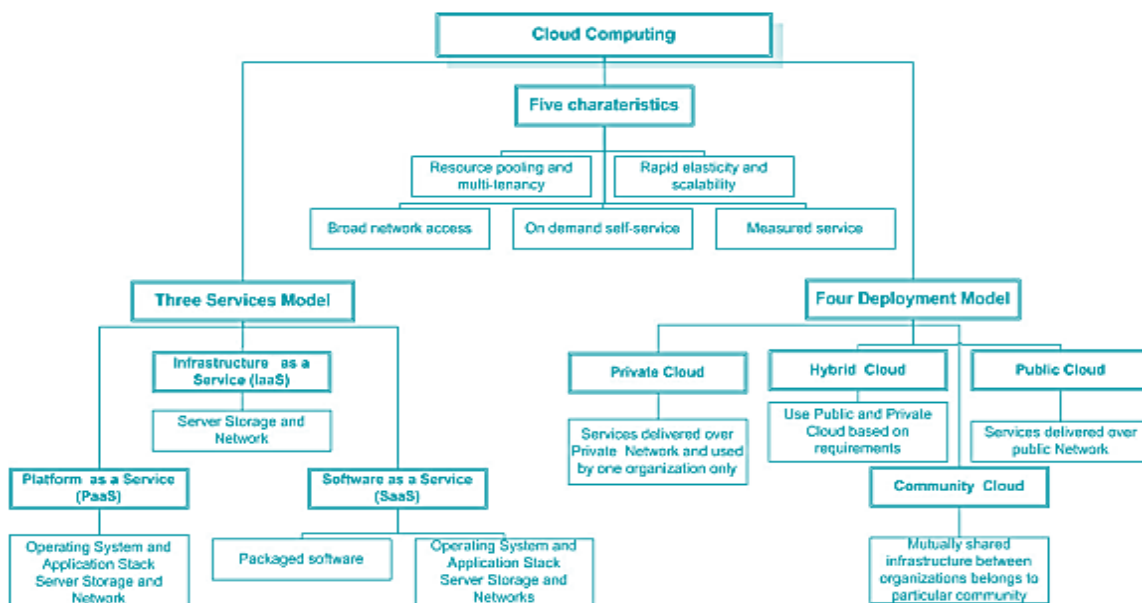 Cloud Computing
Five charateristics
Resource pooling and
multi-tenancy
Rapid elasticity and
scalability
Broad network access
On demand self-service
Measured service
Three Services Model
Four Deployment Model
Infrastructure as a
Service (IaaS)
Server Storage and
Network
Platform as a Service
(PaaS)
Operating System and
Application Stack
Server Storage and
Network
Software as a Service
(SaaS)
Packaged software
Operating System and
Application Stack
Server Storage and
Networks
Private Cloud
Services delivered over
Private Network and used
by one organization only
Hybrid Cloud
Use Public and Private
Cloud based on
requirements
Public Cloud
Services delivered over
public Network
Community Cloud
Mutually shared
infrastructure between
organizations belongs to
particular community